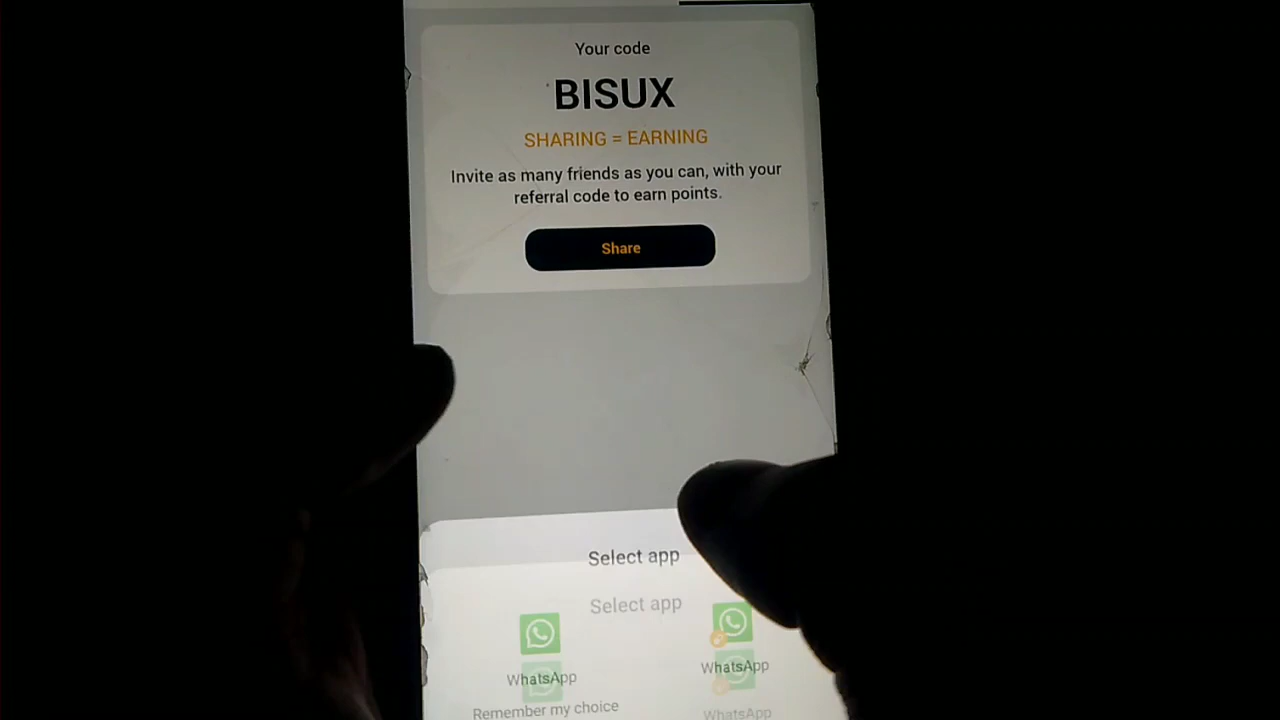 Your code
BISUX
SHARING = EARNING
Invite as many friends as you can, with your
referral code to earn points.
Share
Select app
Select app
WhatsApp WhatsApp
Remember my choice
WhatsApp